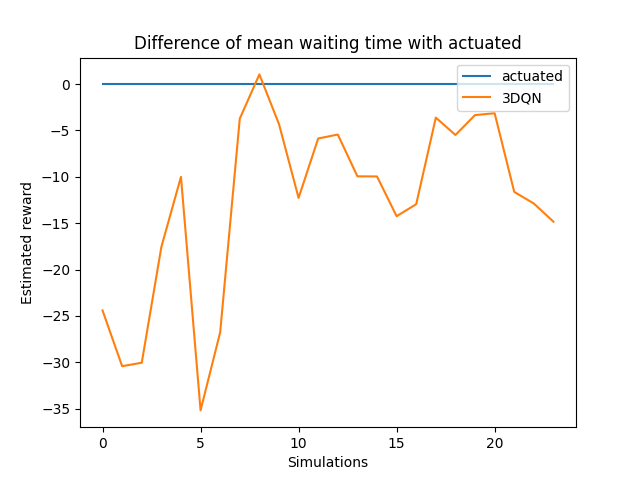 Difference of mean waiting time with actuated
actuated
3DQN
0
−5
−10
−15
−20
−25
−30
−35
Estimated reward
0 5 10 15 20
Simulations